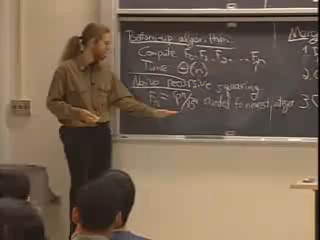 Bottom-up algorithm:
Compute F₀, F₁, F₂, ..., Fₙ
Time Θ(n)
Naive recursive squaring
Fₙ = φⁿ/√5 rounded to nearest integer
1.
2.
3.